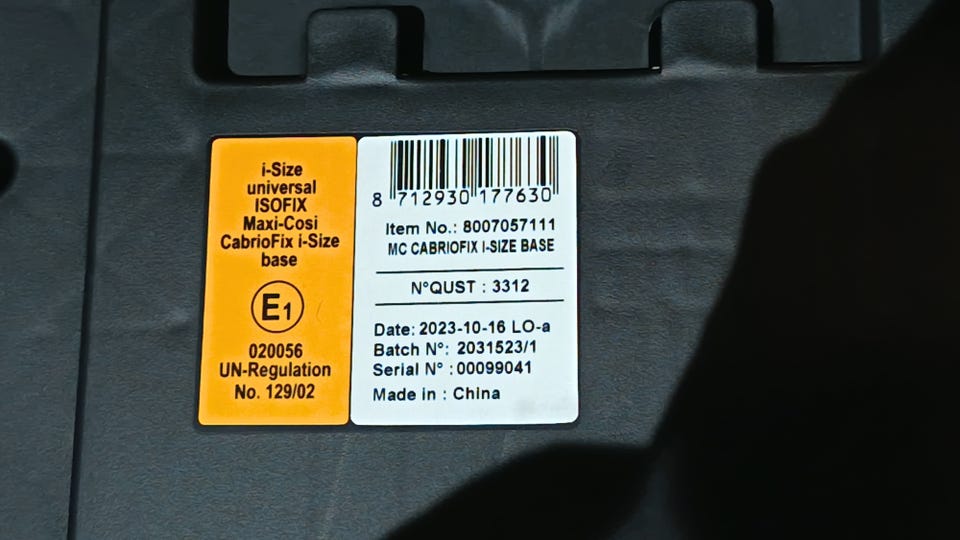 i-Size
universal
ISOFIX
Maxi-Cosi
CabrioFix i-Size
base
E1
020056
UN-Regulation
No. 129/02
8 712930 177630
Item No.: 8007057111
MC CABRIOFIX I-SIZE BASE
N°QUST : 3312
Date: 2023-10-16 LO-a
Batch N°: 2031523/1
Serial N° : 00099041
Made in : China